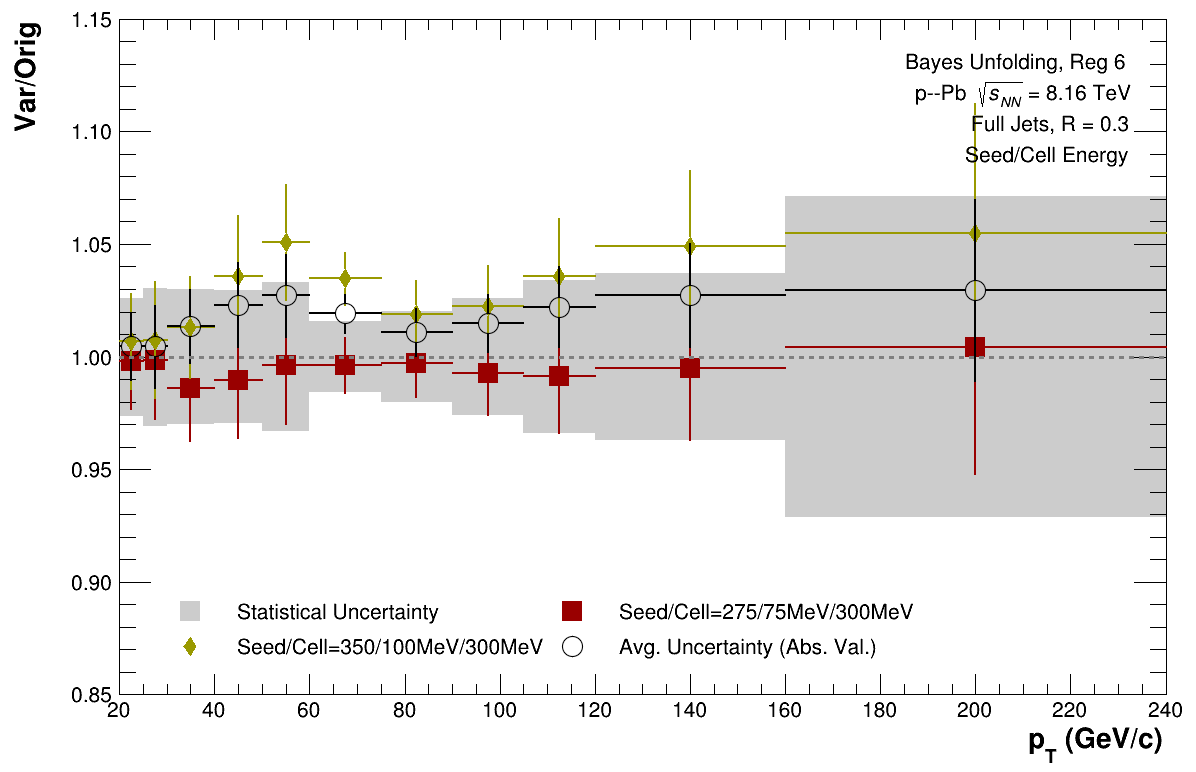 Var/Orig
1.15
1.10
1.05
1.00
0.95
0.90
0.85
Bayes Unfolding, Reg 6
p--Pb √s_NN = 8.16 TeV
Full Jets, R = 0.3
Seed/Cell Energy
Statistical Uncertainty
Seed/Cell=275/75MeV/300MeV
Seed/Cell=350/100MeV/300MeV
Avg. Uncertainty (Abs. Val.)
20 40 60 80 100 120 140 160 180 200 220 240
p_T (GeV/c)